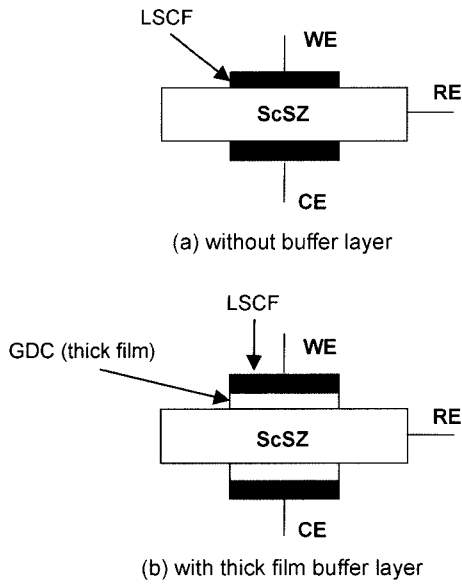 LSCF
WE
RE
ScSZ
CE
(a) without buffer layer
LSCF
GDC (thick film)
WE
RE
ScSZ
CE
(b) with thick film buffer layer